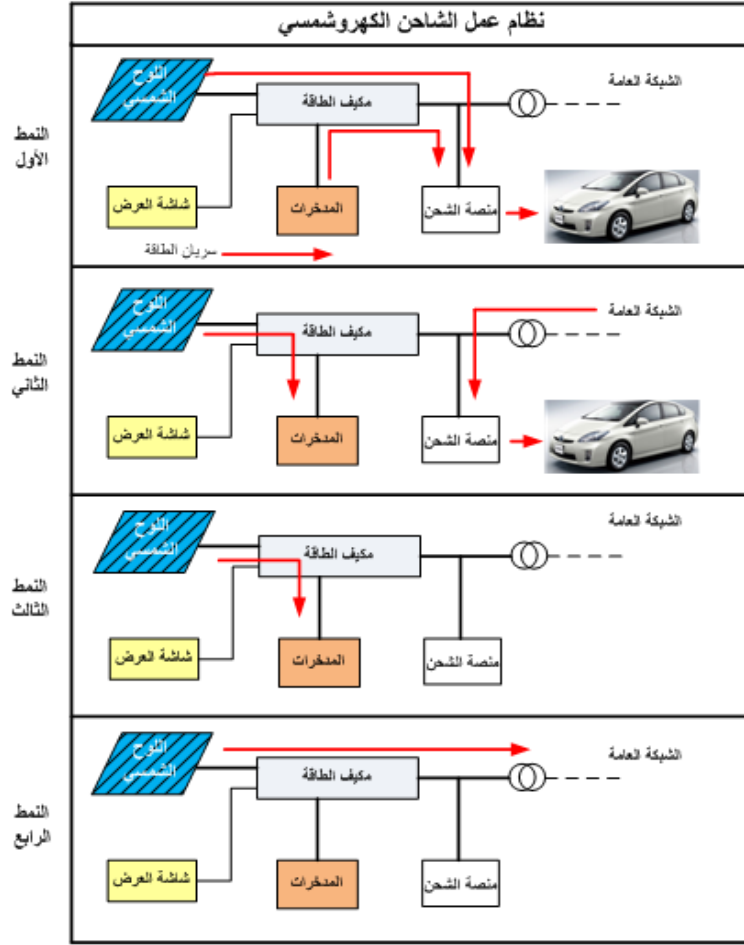 نظام عمل الشاحن الكهروشمسي
النمط
الأول
اللوح
الشمسي
مكيف الطاقة
الشبكة العامة
شاشة العرض
المدخرات
منصة الشحن
سريان الطاقة
النمط
الثاني
اللوح
الشمسي
مكيف الطاقة
الشبكة العامة
شاشة العرض
المدخرات
منصة الشحن
النمط
الثالث
اللوح
الشمسي
مكيف الطاقة
الشبكة العامة
شاشة العرض
المدخرات
منصة الشحن
النمط
الرابع
اللوح
الشمسي
مكيف الطاقة
الشبكة العامة
شاشة العرض
المدخرات
منصة الشحن